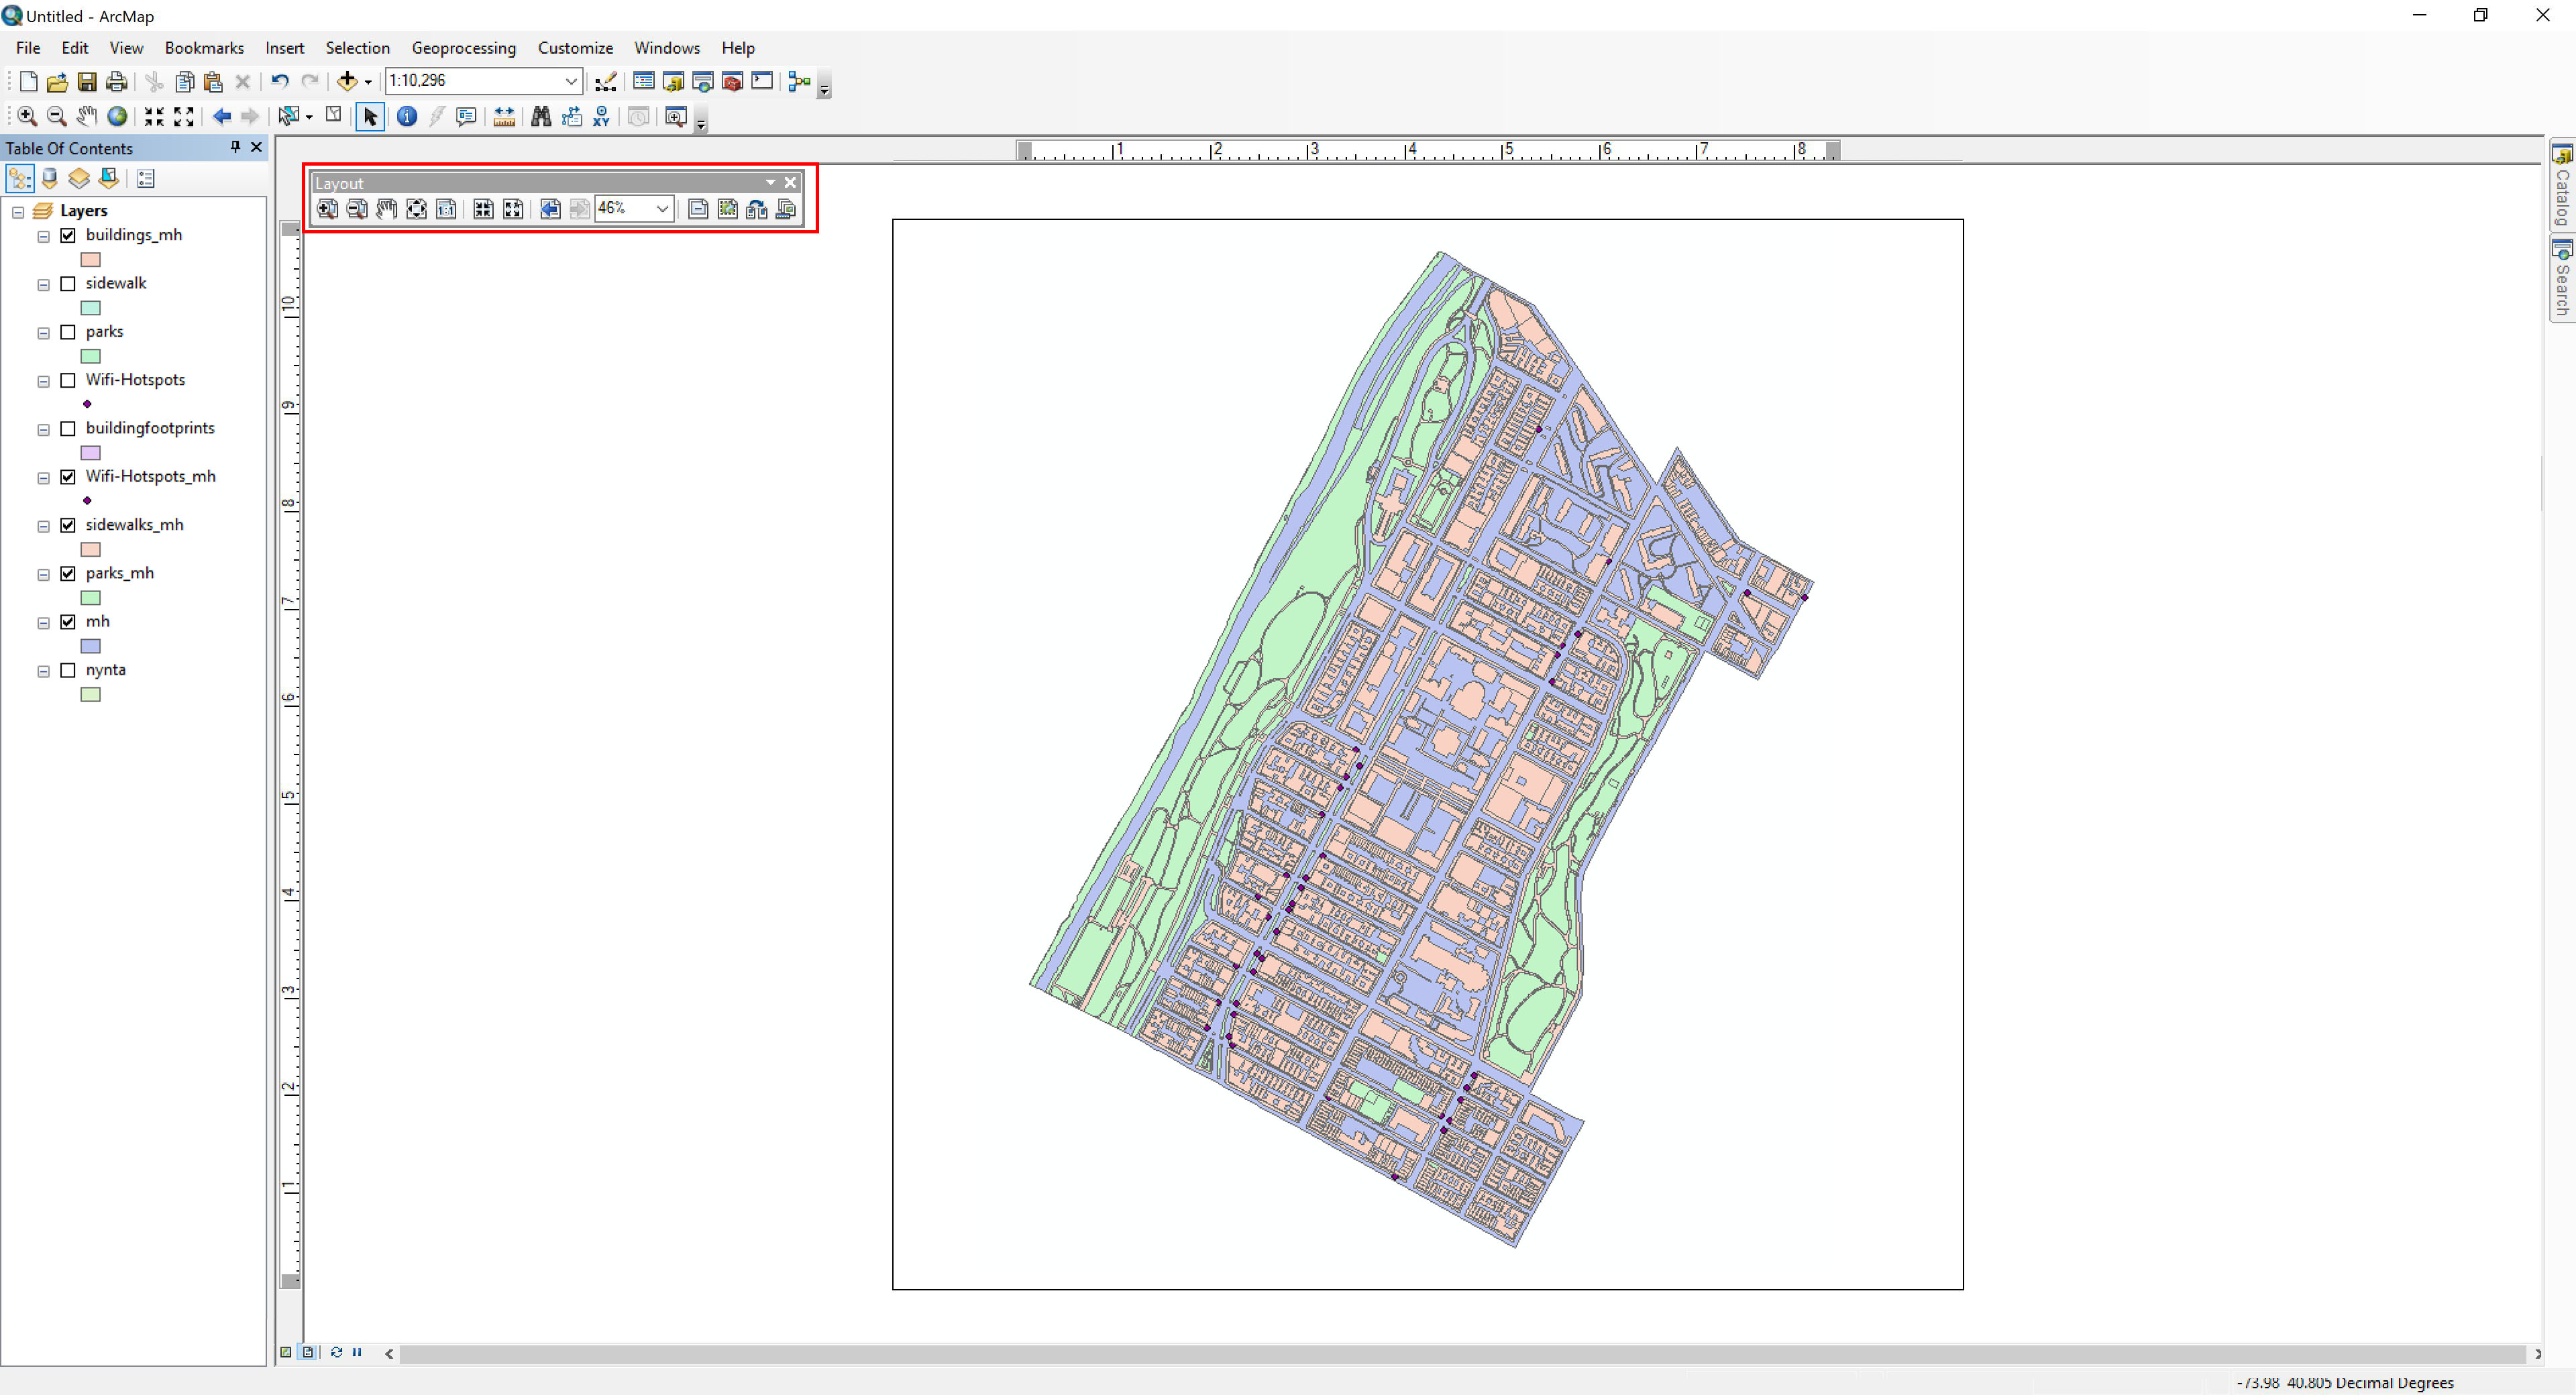 Untitled - ArcMap
File Edit View Bookmarks Insert Selection Geoprocessing Customize Windows Help
1:10,296
XY
Table Of Contents
1 2 3 4 5 6 7 8
Layout
1:1
46%
Layers
buildings_mh
sidewalk
parks
Wifi-Hotspots
buildingfootprints
Wifi-Hotspots_mh
sidewalks_mh
parks_mh
mh
nynta
10
9
8
7
6
5
4
3
2
1
Catalog
Search
-73.98 40.805 Decimal Degrees